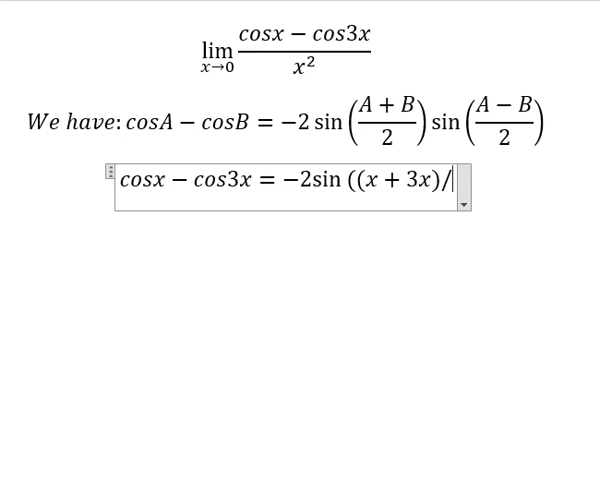 lim x→0 (cosx − cos3x)/x²
We have: cosA − cosB = −2 sin((A + B)/2) sin((A − B)/2)
cosx − cos3x = −2sin ((x + 3x)/